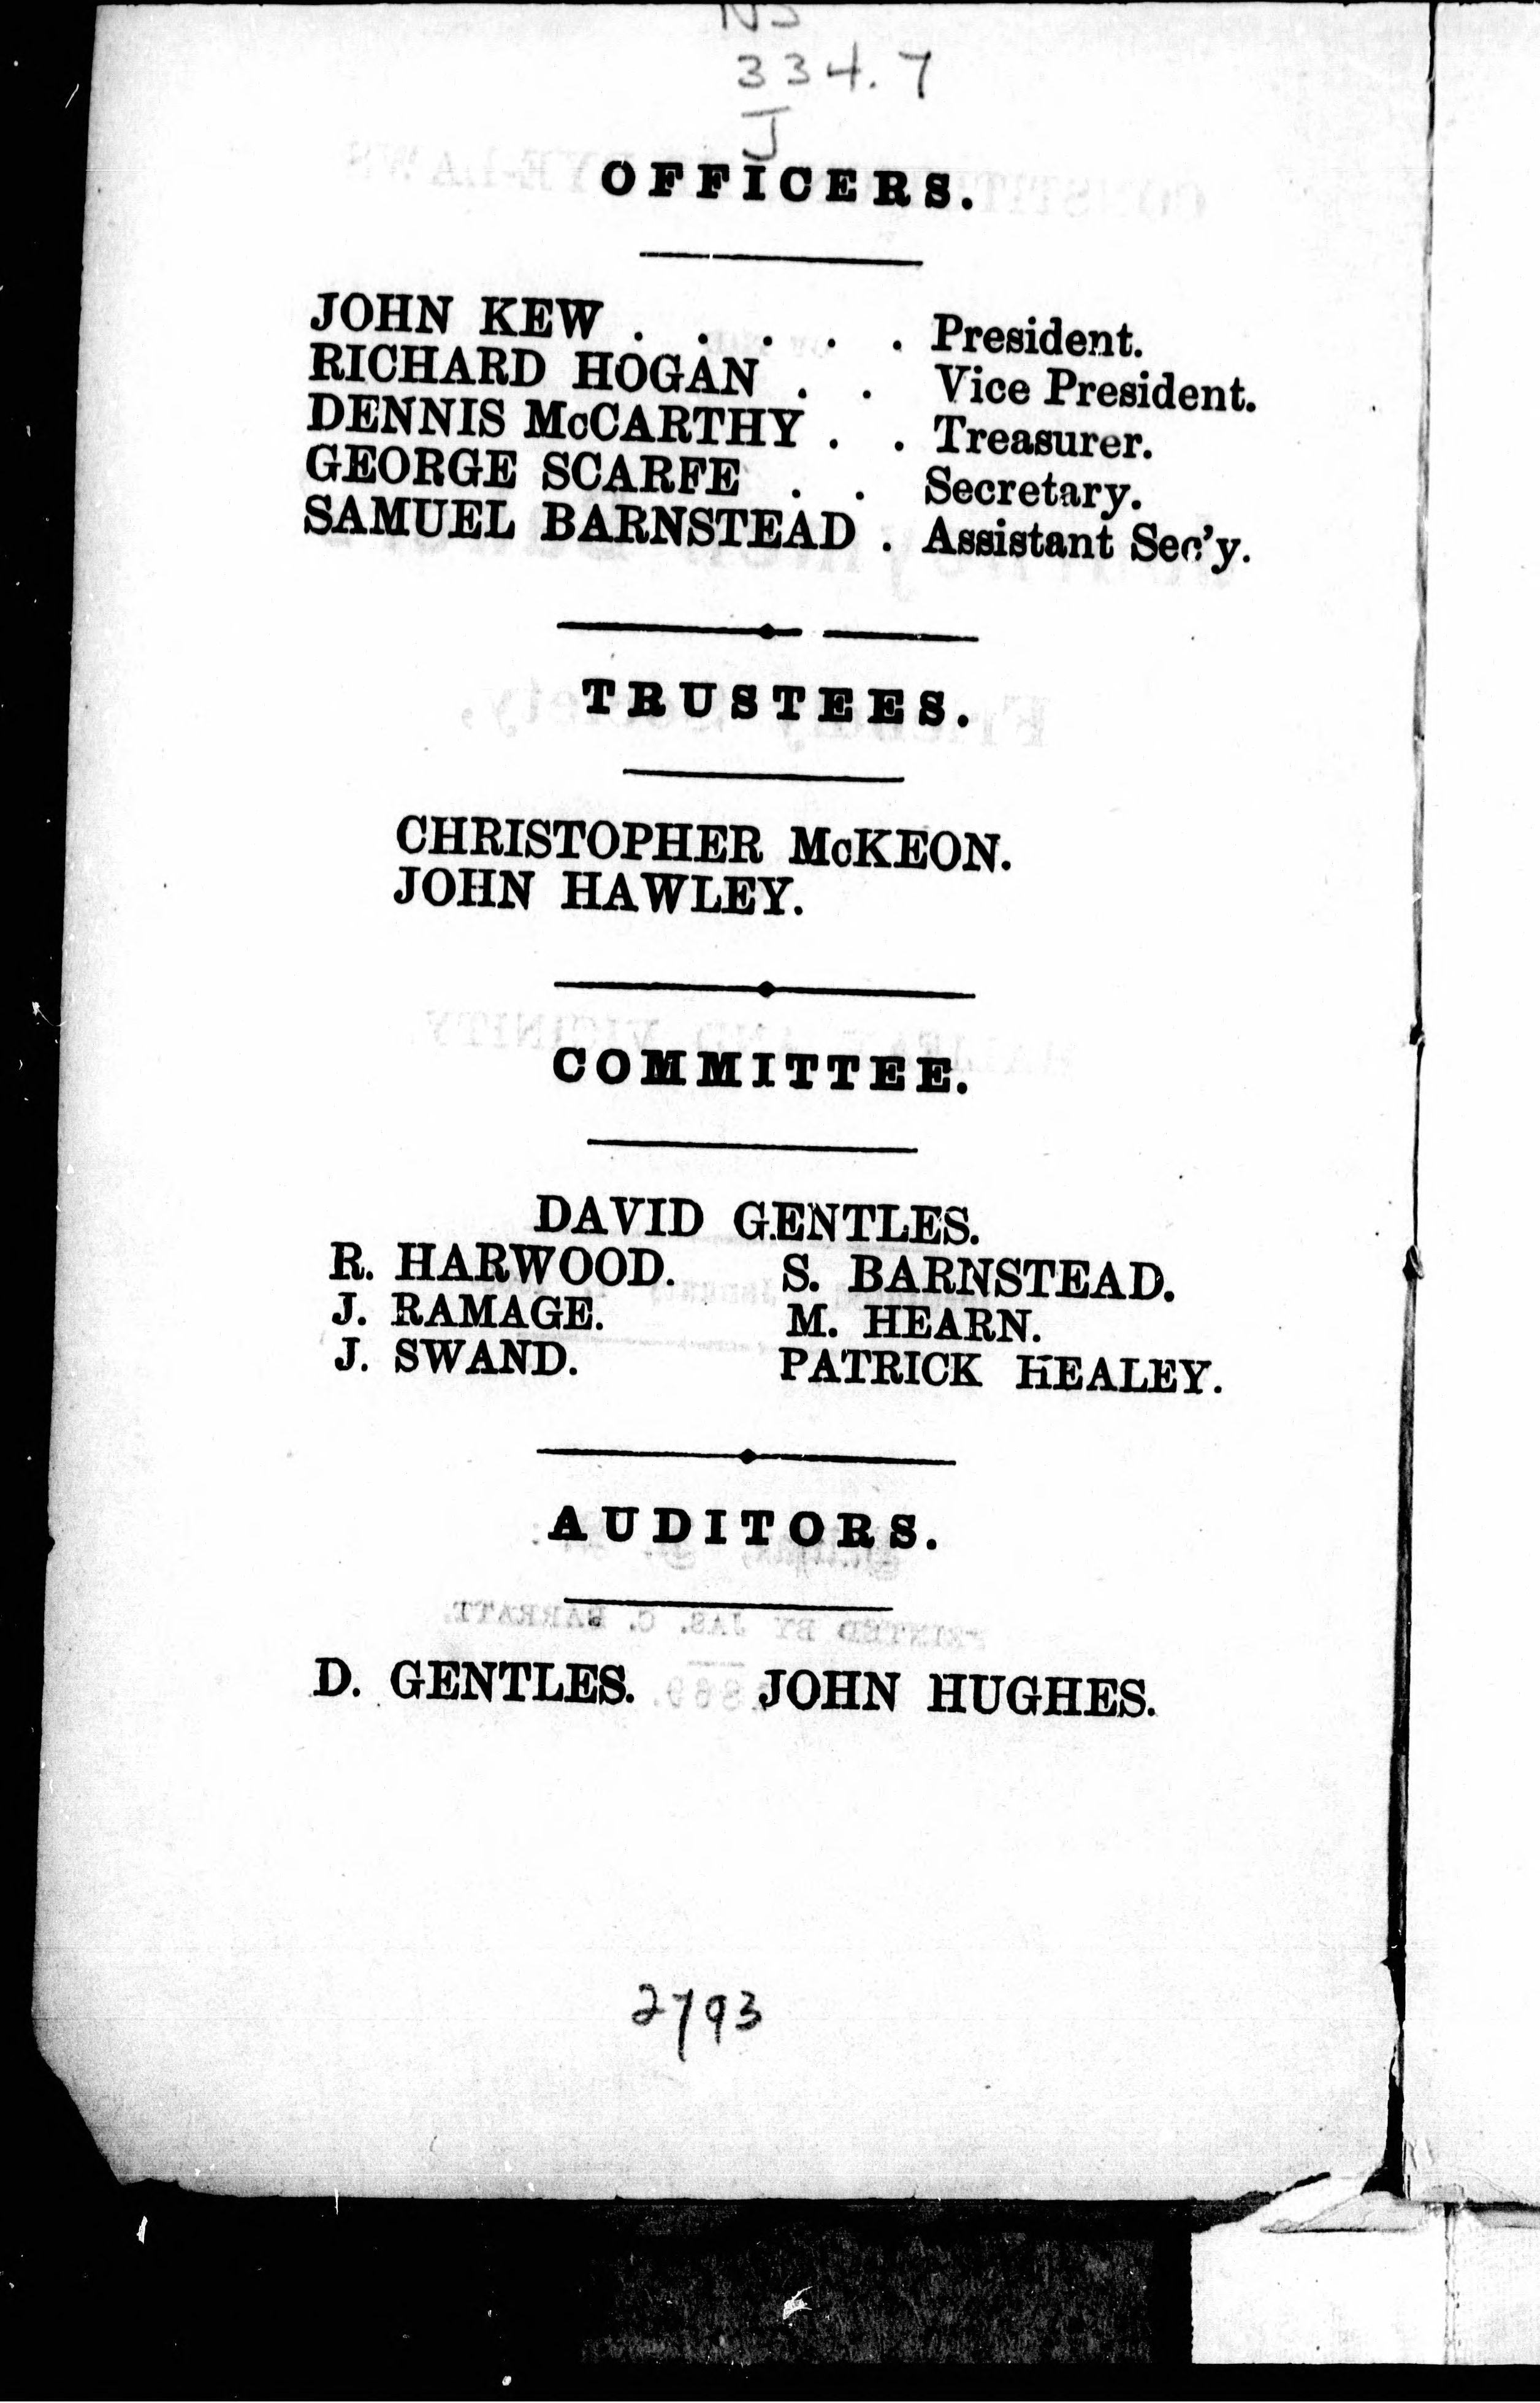 334.7
J
OFFICERS.
JOHN KEW . . . . . President.
RICHARD HOGAN . . Vice President.
DENNIS McCARTHY . . Treasurer.
GEORGE SCARFE . . Secretary.
SAMUEL BARNSTEAD . Assistant Sec'y.
TRUSTEES.
CHRISTOPHER McKEON.
JOHN HAWLEY.
COMMITTEE.
DAVID GENTLES.
R. HARWOOD. S. BARNSTEAD.
J. RAMAGE. M. HEARN.
J. SWAND. PATRICK HEALEY.
AUDITORS.
D. GENTLES. JOHN HUGHES.
2793